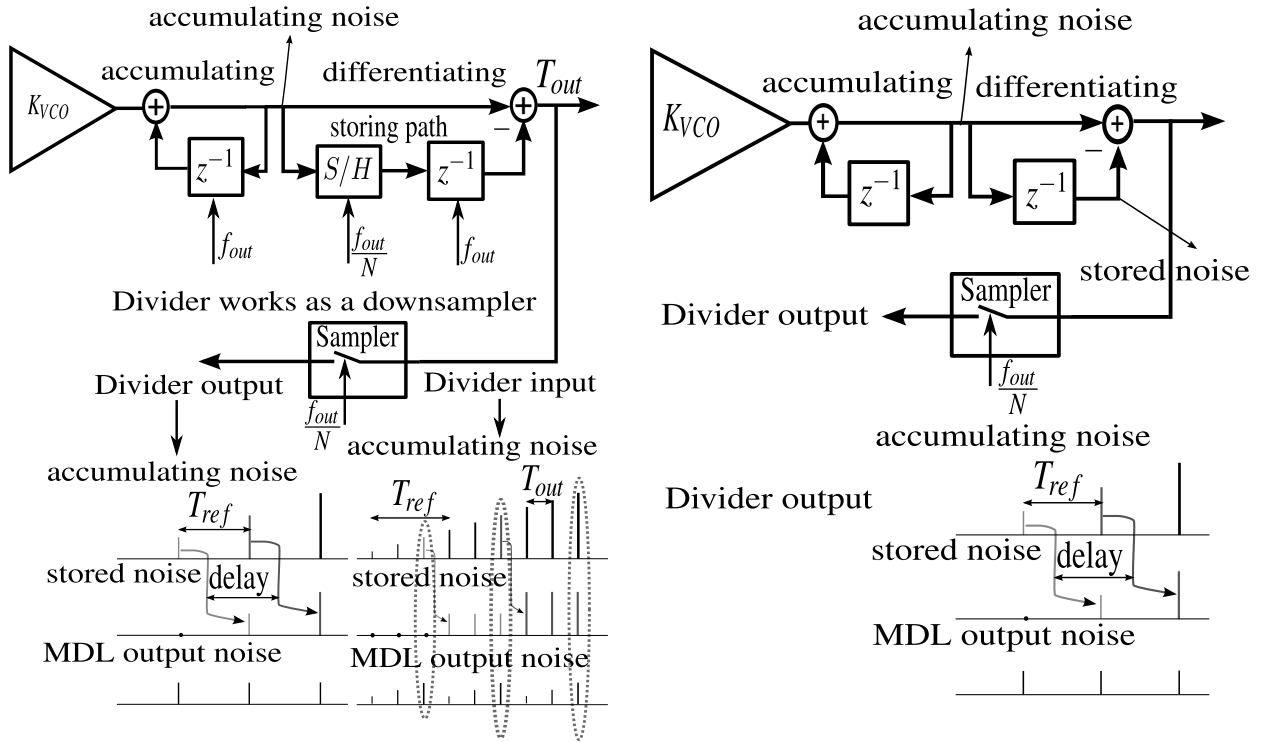 accumulating noise
accumulating
differentiating
T_out
K_VCO
+
+
−
storing path
z^{-1}
S/H
z^{-1}
f_out
f_out/N
f_out
Divider works as a downsampler
Sampler
Divider output
Divider input
f_out/N
accumulating noise
accumulating noise
T_ref
T_ref
T_out
stored noise
delay
stored noise
MDL output noise
MDL output noise
accumulating noise
accumulating
differentiating
K_VCO
+
+
−
z^{-1}
z^{-1}
stored noise
Sampler
Divider output
f_out/N
accumulating noise
T_ref
Divider output
stored noise
delay
MDL output noise